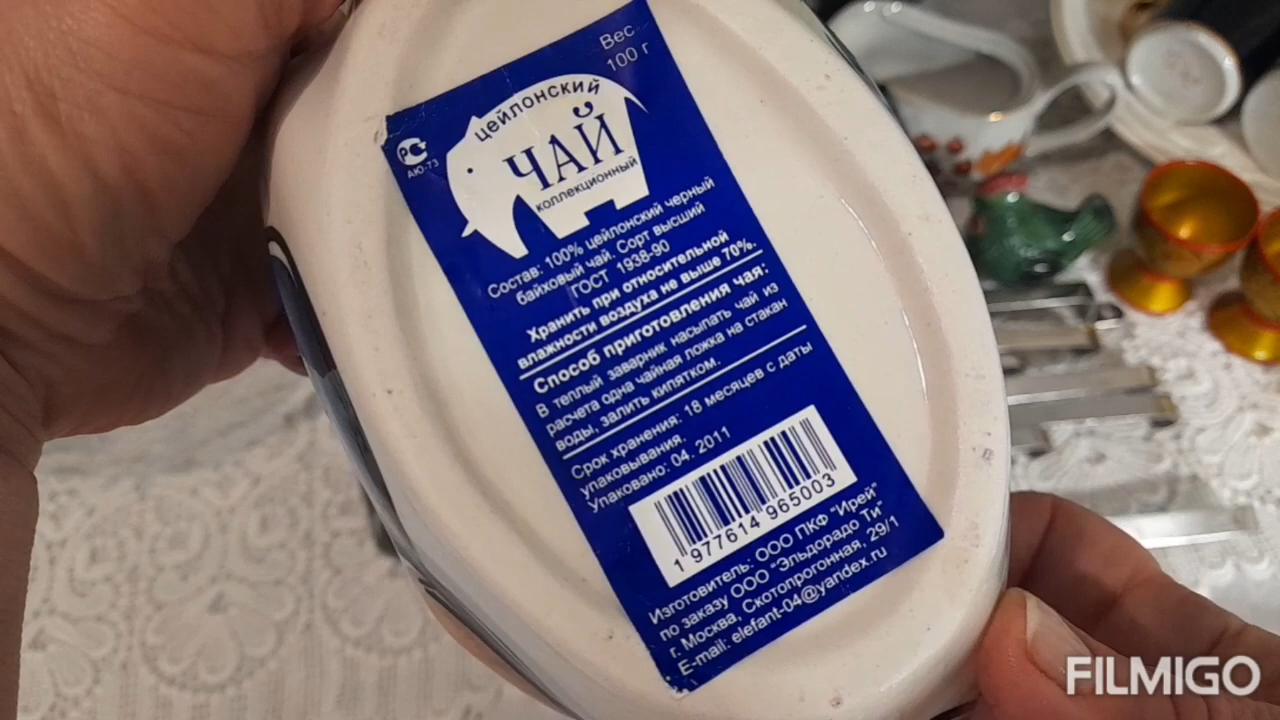 Вес
100 г
РС
АЮ-73
цейлонский
ЧАЙ
коллекционный
Состав: 100% цейлонский черный
байховый чай. Сорт высший
ГОСТ 1938-90
Хранить при относительной
влажности воздуха не выше 70%.
Способ приготовления чая:
В теплый заварник насыпать чай из
расчета одна чайная ложка на стакан
воды, залить кипятком.
Срок хранения: 18 месяцев с даты
упаковывания.
Упаковано: 04. 2011
1 977614 965003
Изготовитель: ООО ПКФ "Ирей"
по заказу ООО "Эльдорадо Ти"
г. Москва, Скотопрогонная, 29/1
E-mail: elefant-04@yandex.ru
FILMIGO